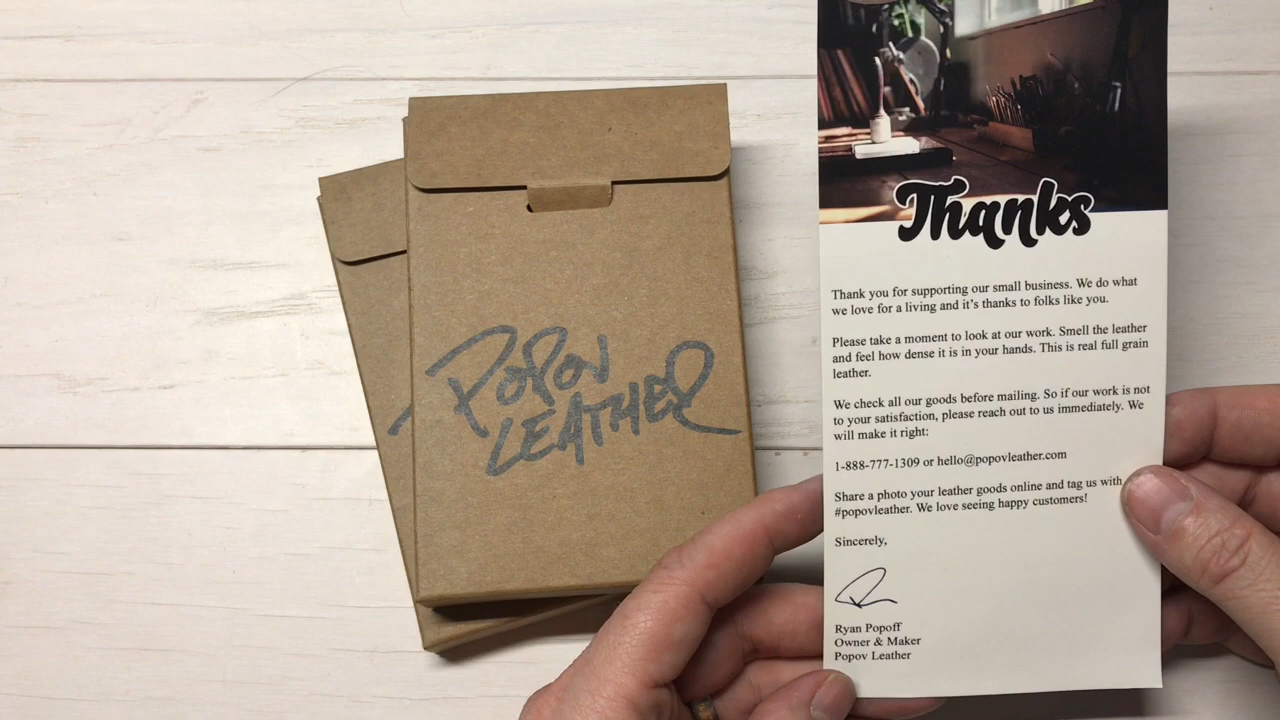 POPOV
LEATHER
Thanks
Thank you for supporting our small business. We do what
we love for a living and it's thanks to folks like you.
Please take a moment to look at our work. Smell the leather
and feel how dense it is in your hands. This is real full grain
leather.
We check all our goods before mailing. So if our work is not
to your satisfaction, please reach out to us immediately. We
will make it right:
1-888-777-1309 or hello@popovleather.com
Share a photo your leather goods online and tag us with
#popovleather. We love seeing happy customers!
Sincerely,
Ryan Popoff
Owner & Maker
Popov Leather